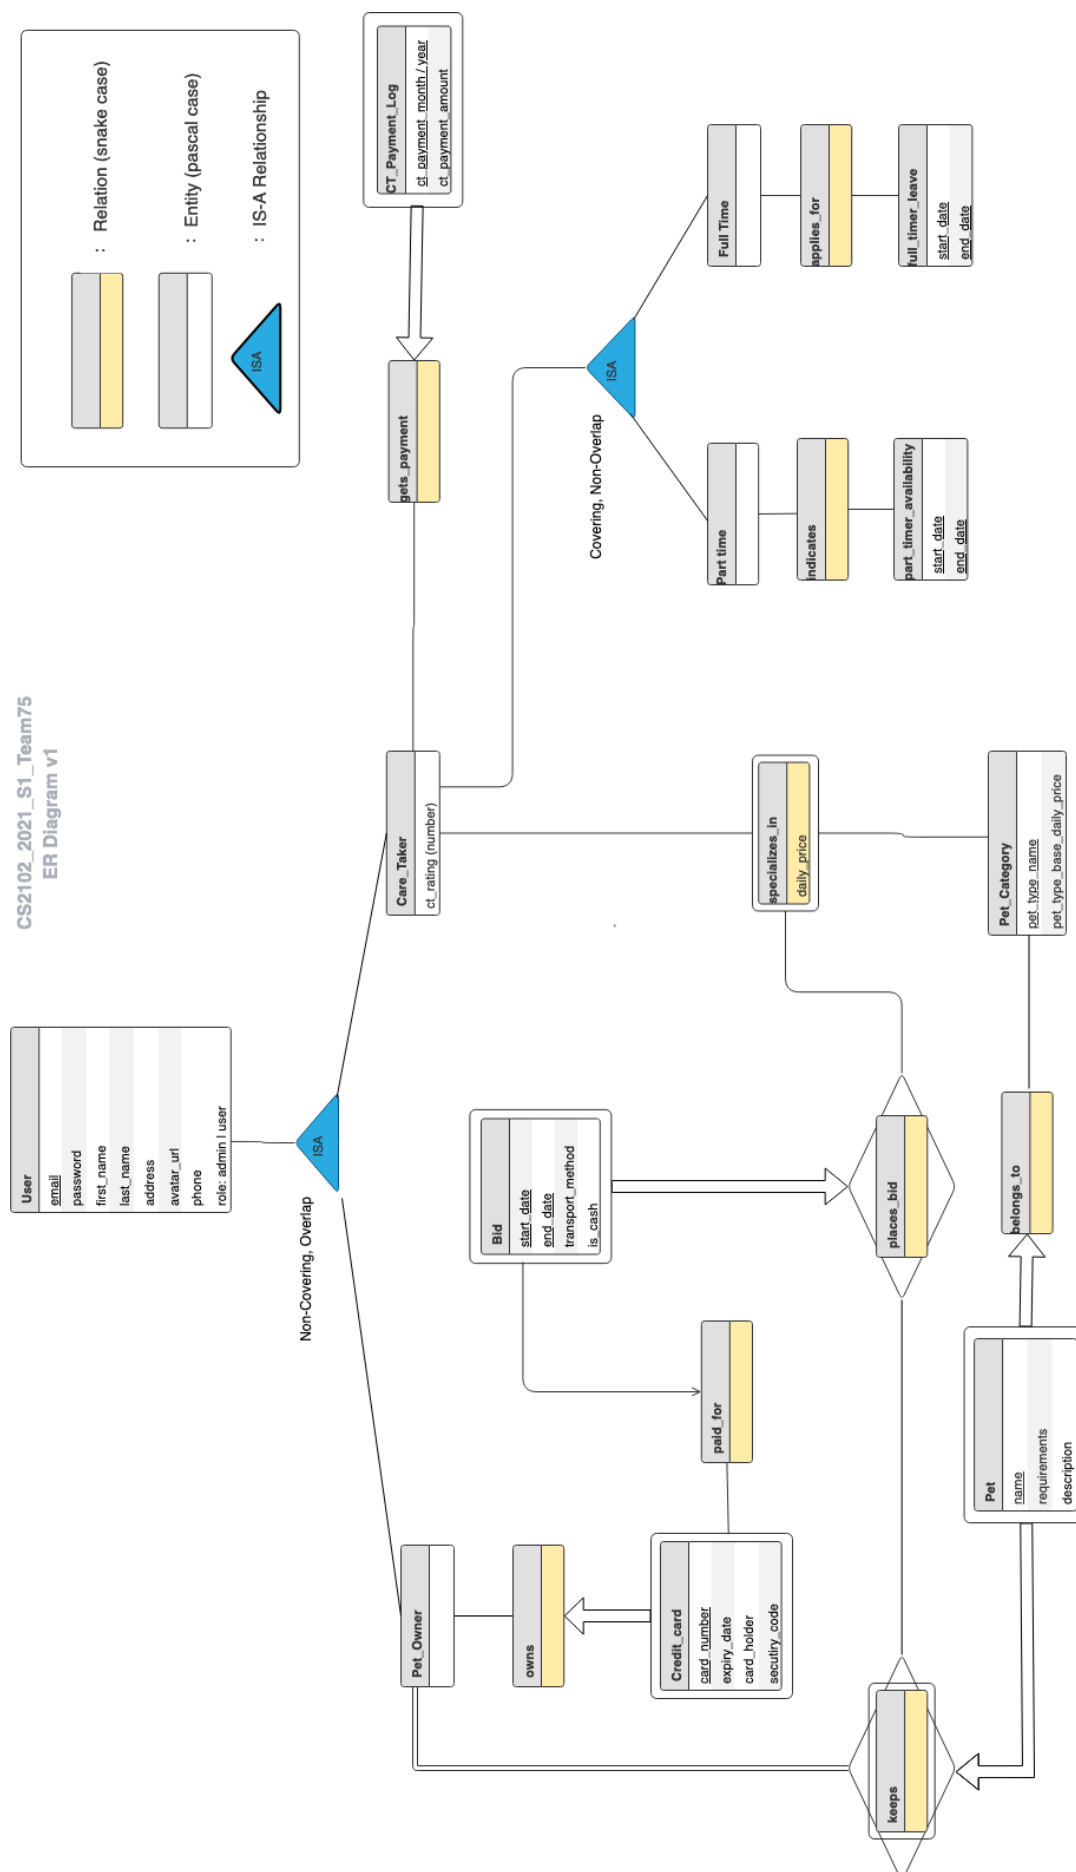 CS2102_2021_S1_Team75
ER Diagram v1
: Relation (snake case)
: Entity (pascal case)
ISA
: IS-A Relationship
User
email
password
first_name
last_name
address
avatar_url
phone
role: admin | user
ISA
Non-Covering, Overlap
Pet_Owner
owns
Credit_card
card_number
expiry_date
card_holder
secutiry_code
paid_for
Bid
start_date
end_date
transport_method
is_cash
Care_Taker
ct_rating (number)
gets_payment
CT_Payment_Log
ct_payment_month / year
ct_payment_amount
ISA
Covering, Non-Overlap
Part time
indicates
part_timer_availability
start_date
end_date
Full Time
applies_for
full_timer_leave
start_date
end_date
specializes_in
daily_price
places_bid
keeps
Pet
name
requirements
description
belongs_to
Pet_Category
pet_type_name
pet_type_base_daily_price